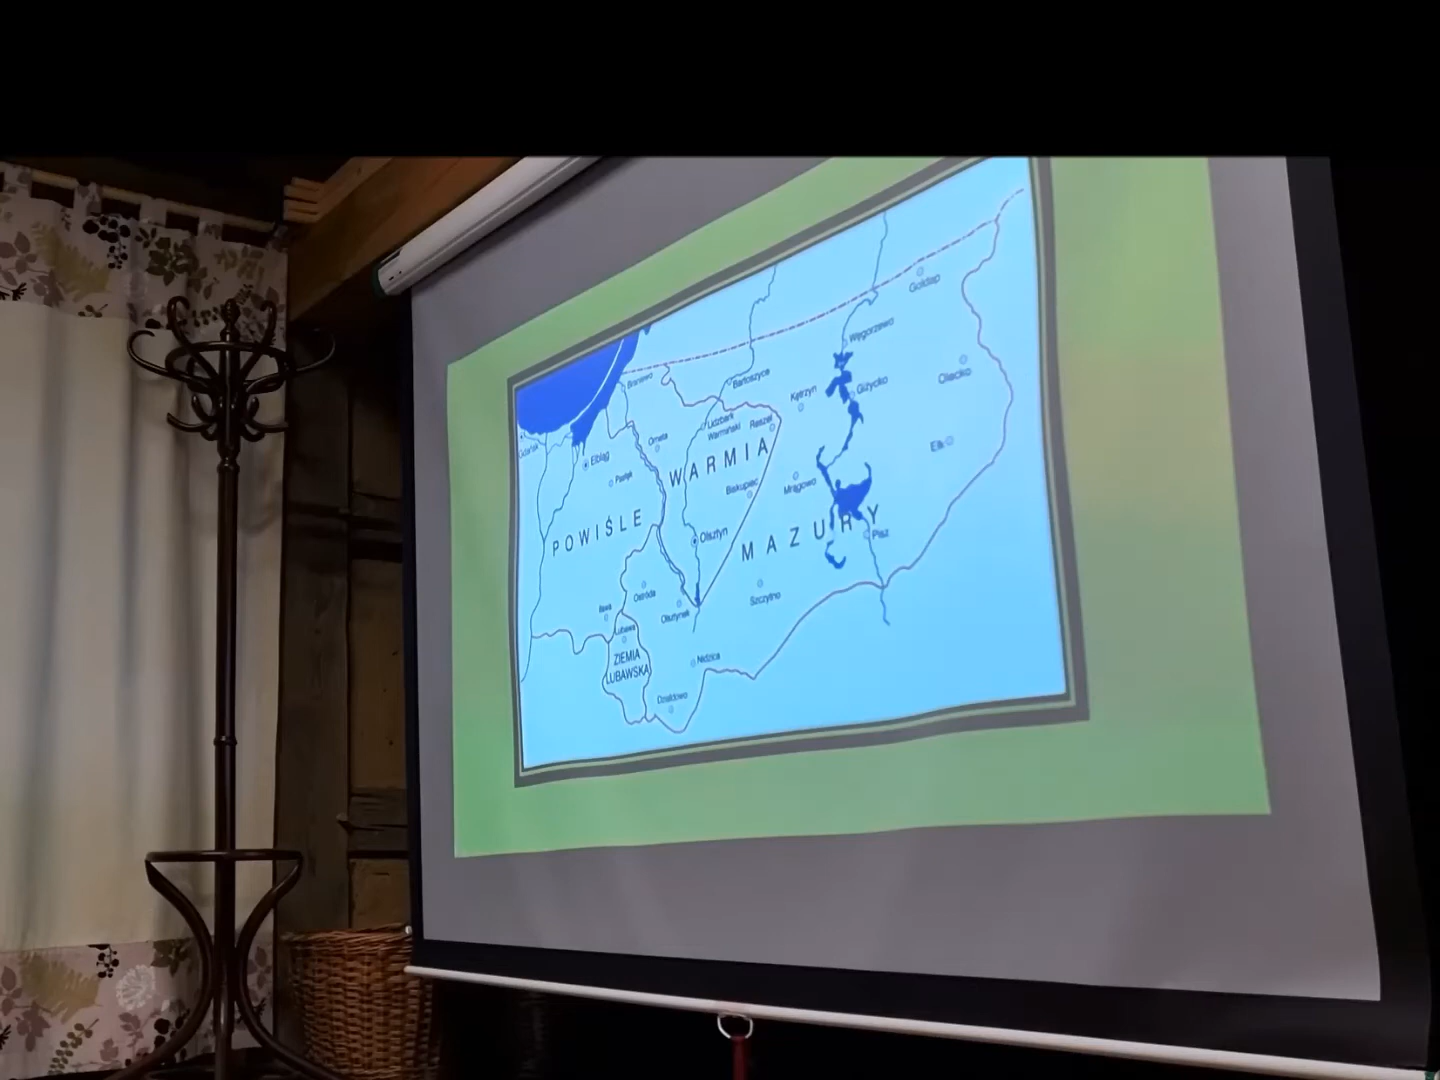 Gołdap
Węgorzewo
Braniewo
Bartoszyce
Olecko
Kętrzyn
Giżycko
Lidzbark
Warmiński
Reszel
Gdańsk
Orneta
Elbląg
Pasłęk
WARMIA
Ełk
Biskupiec
Mrągowo
POWIŚLE
Olsztyn
MAZURY
Pisz
Ostróda
Szczytno
Iława
Olsztynek
Lubawa
ZIEMIA
LUBAWSKA
Nidzica
Działdowo